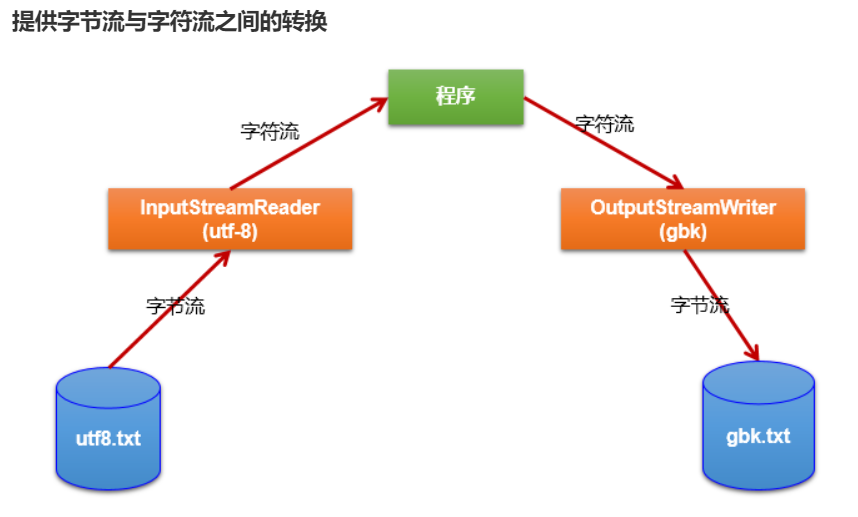 提供字节流与字符流之间的转换
程序
字符流
字符流
InputStreamReader
(utf-8)
OutputStreamWriter
(gbk)
字节流
字节流
utf8.txt
gbk.txt